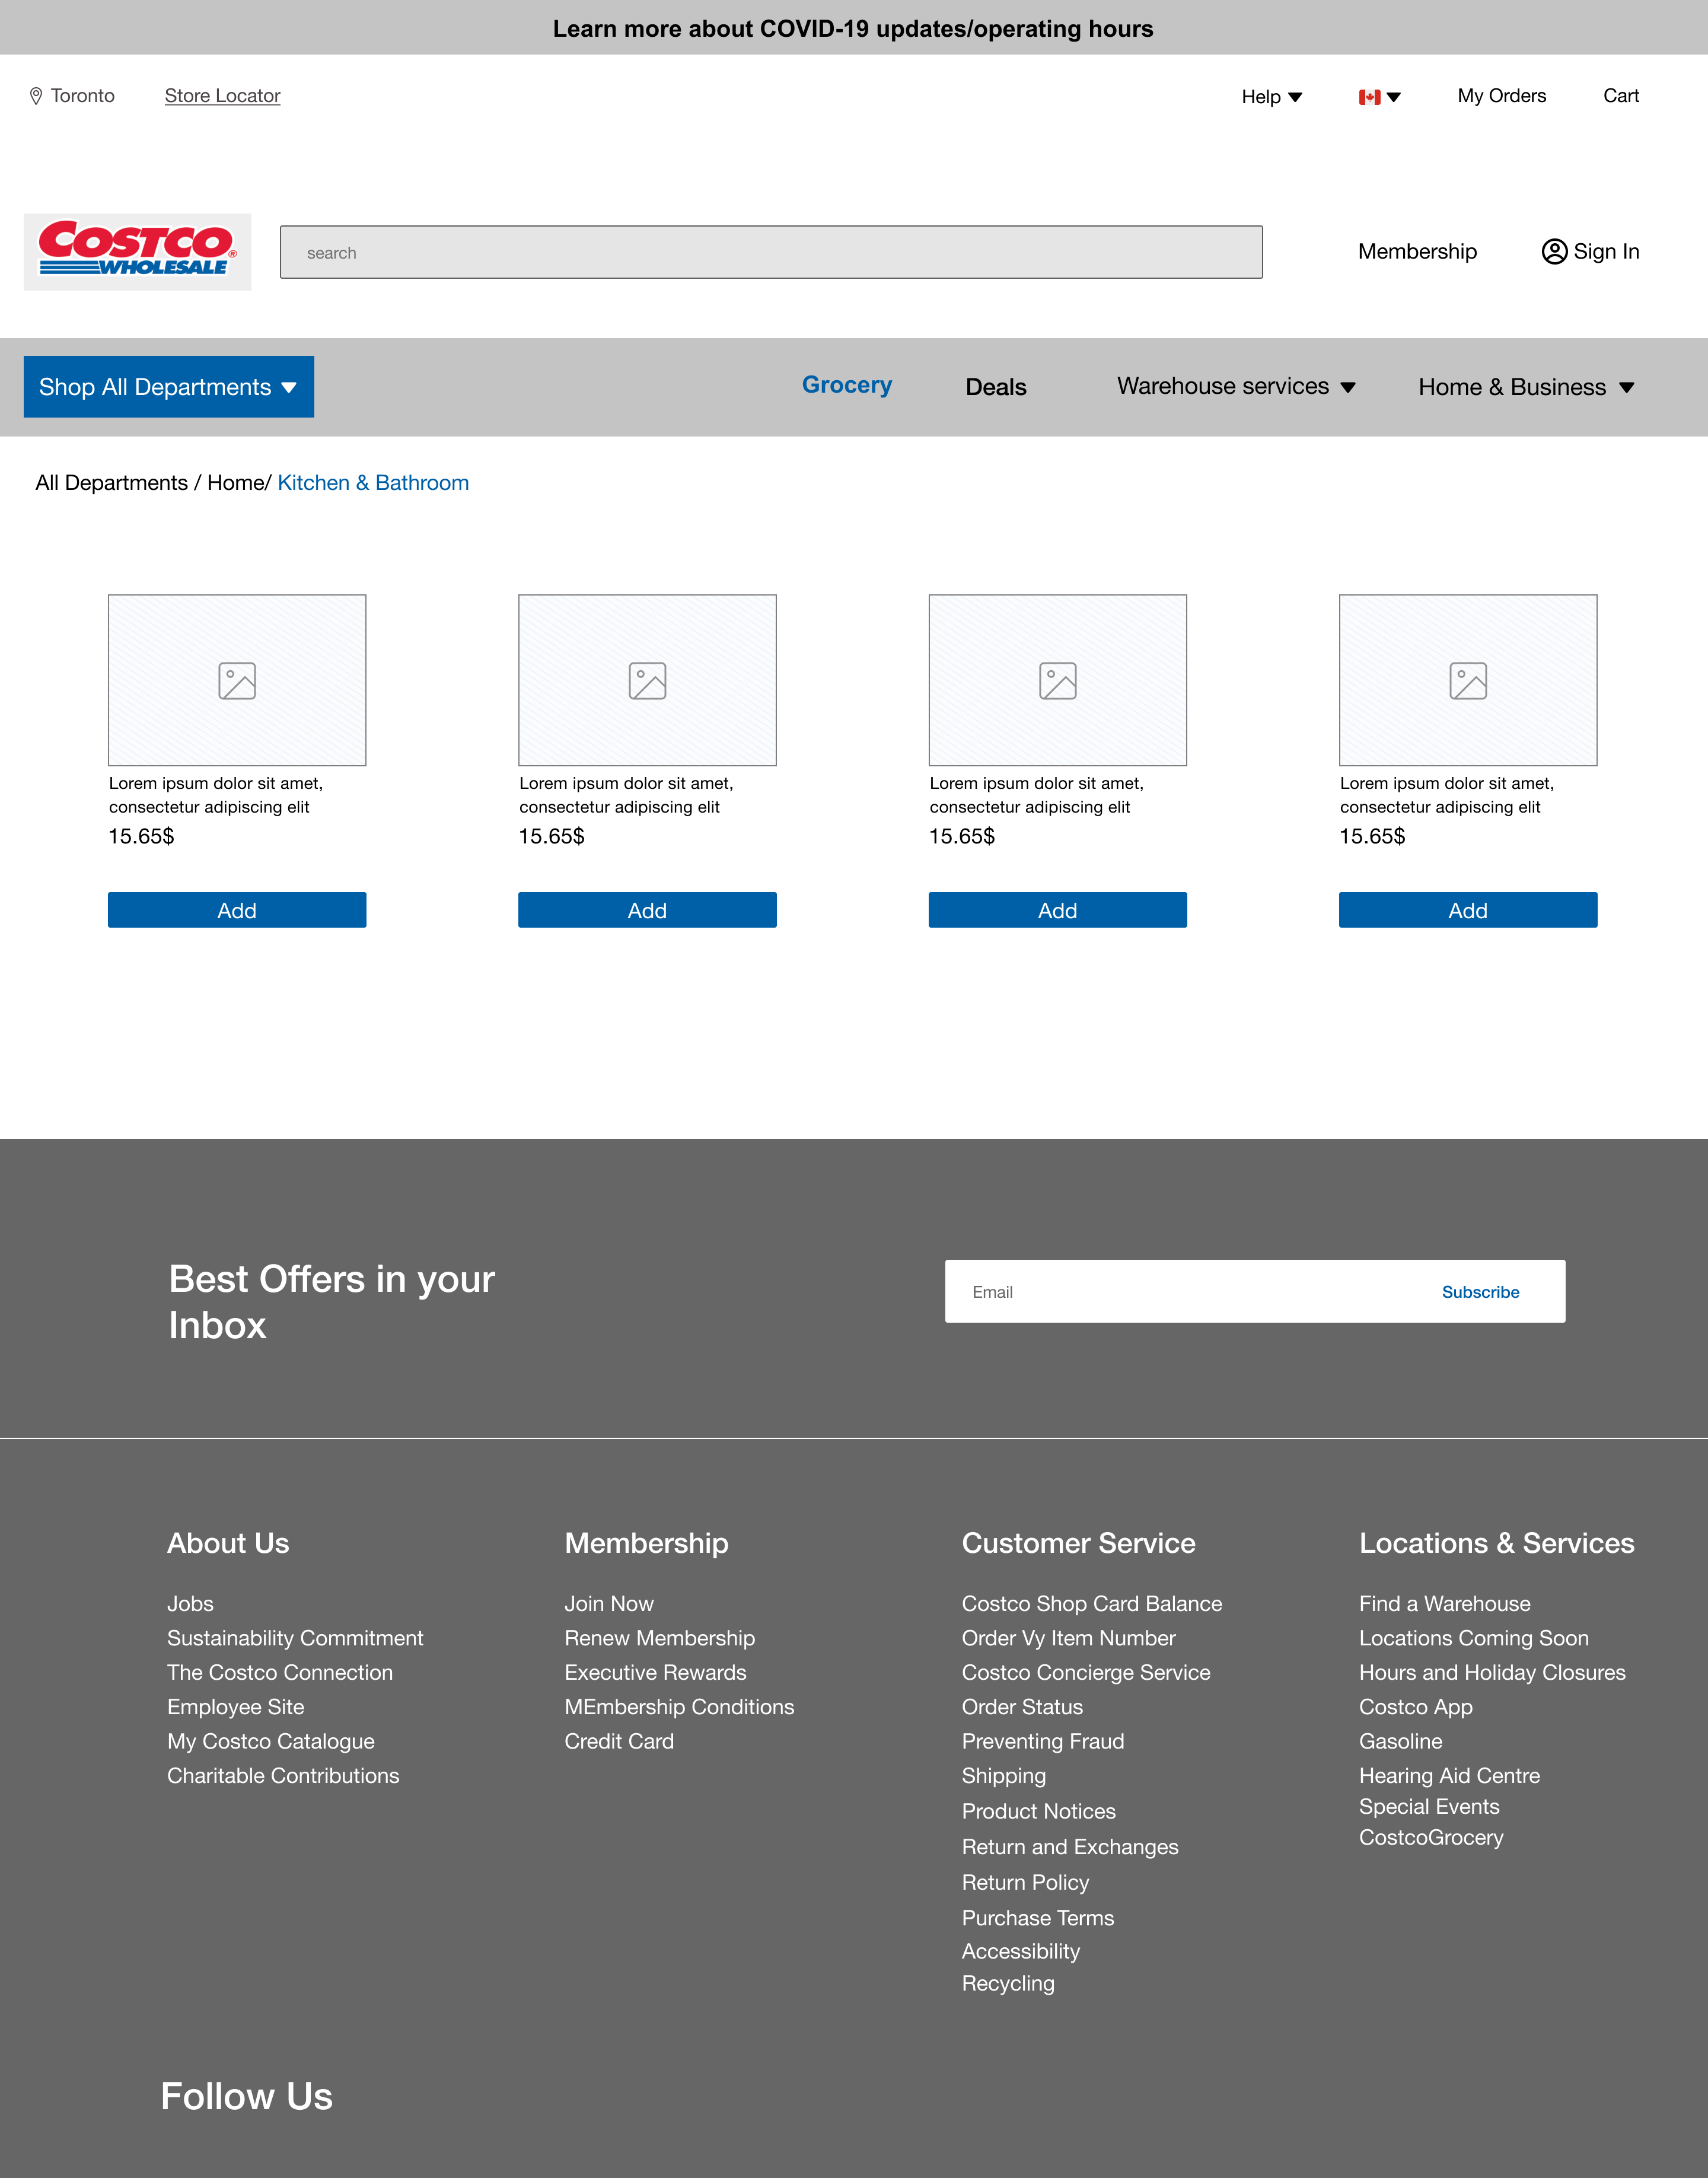 Learn more about COVID-19 updates/operating hours
Toronto
Store Locator
Help
My Orders
Cart
COSTCO
WHOLESALE
search
Membership
Sign In
Shop All Departments
Grocery
Deals
Warehouse services
Home & Business
All Departments / Home/ Kitchen & Bathroom
Lorem ipsum dolor sit amet,
consectetur adipiscing elit
15.65$
Add
Lorem ipsum dolor sit amet,
consectetur adipiscing elit
15.65$
Add
Lorem ipsum dolor sit amet,
consectetur adipiscing elit
15.65$
Add
Lorem ipsum dolor sit amet,
consectetur adipiscing elit
15.65$
Add
Best Offers in your
Inbox
Email
Subscribe
About Us
Jobs
Sustainability Commitment
The Costco Connection
Employee Site
My Costco Catalogue
Charitable Contributions
Membership
Join Now
Renew Membership
Executive Rewards
MEmbership Conditions
Credit Card
Customer Service
Costco Shop Card Balance
Order Vy Item Number
Costco Concierge Service
Order Status
Preventing Fraud
Shipping
Product Notices
Return and Exchanges
Return Policy
Purchase Terms
Accessibility
Recycling
Locations & Services
Find a Warehouse
Locations Coming Soon
Hours and Holiday Closures
Costco App
Gasoline
Hearing Aid Centre
Special Events
CostcoGrocery
Follow Us